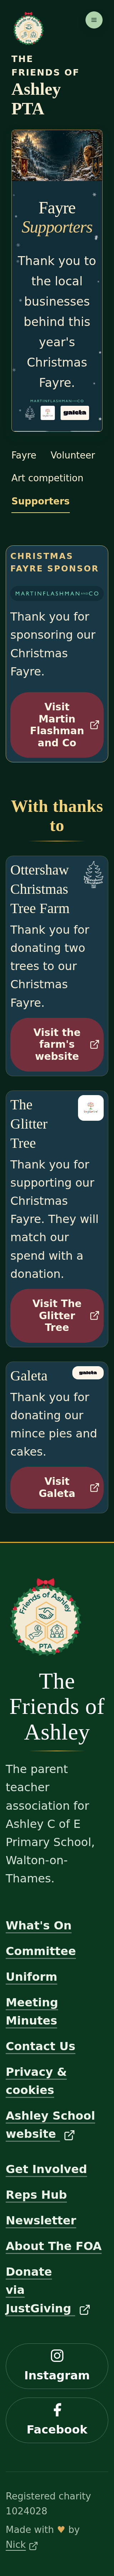 THE
FRIENDS OF
Ashley
PTA
Fayre
Supporters
Thank you to
the local
businesses
behind this
year's
Christmas
Fayre.
MARTINFLASHMAN AND CO
galeta
Fayre Volunteer
Art competition
Supporters
CHRISTMAS
FAYRE SPONSOR
MARTINFLASHMAN AND CO
Thank you for
sponsoring our
Christmas
Fayre.
Visit
Martin
Flashman
and Co
With thanks
to
Ottershaw
Christmas
Tree Farm
Thank you for
donating two
trees to our
Christmas
Fayre.
Visit the
farm's
website
The
Glitter
Tree
Thank you for
supporting our
Christmas
Fayre. They will
match our
spend with a
donation.
Visit The
Glitter
Tree
Galeta
galeta
Thank you for
donating our
mince pies and
cakes.
Visit
Galeta
Friends of Ashley
PTA
The
Friends of
Ashley
The parent
teacher
association for
Ashley C of E
Primary School,
Walton-on-
Thames.
What's On
Committee
Uniform
Meeting
Minutes
Contact Us
Privacy &
cookies
Ashley School
website
Get Involved
Reps Hub
Newsletter
About The FOA
Donate
via
JustGiving
Instagram
Facebook
Registered charity
1024028
Made with ♥ by
Nick